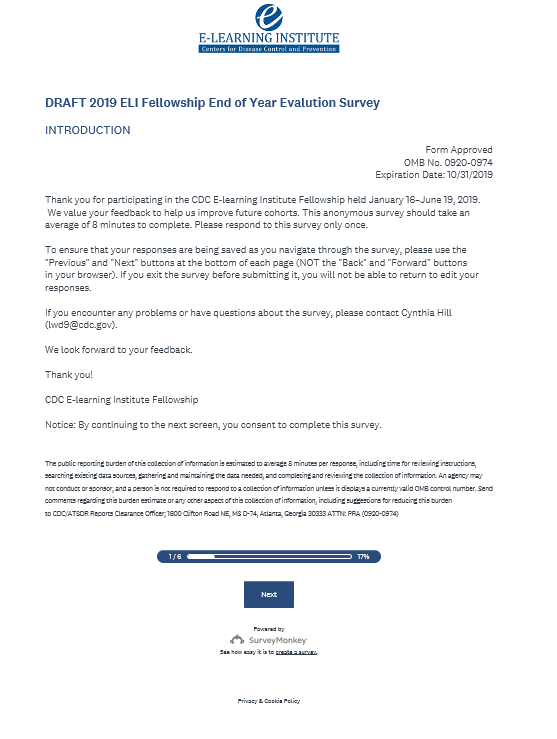 E-LEARNING INSTITUTE
Centers for Disease Control and Prevention
DRAFT 2019 ELI Fellowship End of Year Evalution Survey
INTRODUCTION
Form Approved
OMB No. 0920-0974
Expiration Date: 10/31/2019
Thank you for participating in the CDC E-learning Institute Fellowship held January 16–June 19, 2019.
We value your feedback to help us improve future cohorts. This anonymous survey should take an
average of 8 minutes to complete. Please respond to this survey only once.
To ensure that your responses are being saved as you navigate through the survey, please use the
"Previous" and "Next" buttons at the bottom of each page (NOT the "Back" and "Forward" buttons
in your browser). If you exit the survey before submitting it, you will not be able to return to edit your
responses.
If you encounter any problems or have questions about the survey, please contact Cynthia Hill
(lwd9@cdc.gov).
We look forward to your feedback.
Thank you!
CDC E-learning Institute Fellowship
Notice: By continuing to the next screen, you consent to complete this survey.
The public reporting burden of this collection of information is estimated to average 8 minutes per response, including time for reviewing instructions,
searching existing data sources, gathering and maintaining the data needed, and completing and reviewing the collection of information. An agency may
not conduct or sponsor, and a person is not required to respond to a collection of information unless it displays a currently valid OMB control number. Send
comments regarding this burden estimate or any other aspect of this collection of information, including suggestions for reducing this burden
to CDC/ATSDR Reports Clearance Officer; 1600 Clifton Road NE, MS D-74, Atlanta, Georgia 30333 ATTN: PRA (0920-0974)
1 / 6 17%
Next
Powered by
SurveyMonkey
See how easy it is to create a survey.
Privacy & Cookie Policy